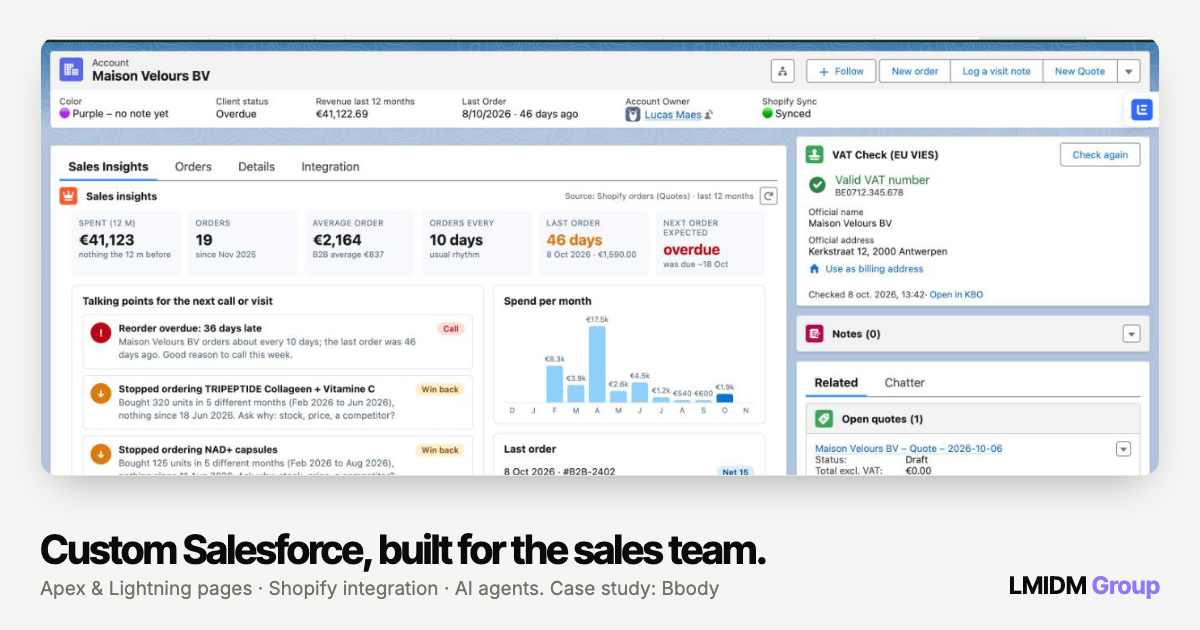 Account
Maison Velours BV
Follow
New order
Log a visit note
New Quote
Color
Purple – no note yet
Client status
Overdue
Revenue last 12 months
€41,122.69
Last Order
8/10/2026 · 46 days ago
Account Owner
Lucas Maes
Shopify Sync
Synced
Sales Insights
Orders
Details
Integration
Sales insights
Source: Shopify orders (Quotes) · last 12 months
SPENT (12 M)
€41,123
nothing the 12 m before
ORDERS
19
since Nov 2025
AVERAGE ORDER
€2,164
B2B average €837
ORDERS EVERY
10 days
usual rhythm
LAST ORDER
46 days
8 Oct 2026 · €1,590.00
NEXT ORDER
EXPECTED
overdue
was due ~18 Oct
Talking points for the next call or visit
Reorder overdue: 36 days late
Call
Maison Velours BV orders about every 10 days; the last order was 46
days ago. Good reason to call this week.
Stopped ordering TRIPEPTIDE Collageen + Vitamine C
Win back
Bought 320 units in 5 different months (Feb 2026 to Jun 2026),
nothing since 18 Jun 2026. Ask why: stock, price, a competitor?
Stopped ordering NAD+ capsules
Win back
Bought 125 units in 5 different months (Feb 2026 to Aug 2026),
Spend per month
€8.3k
€3.9k
€17.5k
€2.6k
€4.5k
€1.2k
€540
€600
€1.9k
D J F M A M J J A S O N
Last order
8 Oct 2026 · #B2B-2402
Net 15
VAT Check (EU VIES)
Check again
Valid VAT number
BE0712.345.678
Official name
Maison Velours BV
Official address
Kerkstraat 12, 2000 Antwerpen
Use as billing address
Checked 8 oct. 2026, 13:42· Open in KBO
Notes (0)
Related
Chatter
Open quotes (1)
Maison Velours BV – Quote – 2026-10-06
Status: Draft
Total excl. VAT: €0.00
Custom Salesforce, built for the sales team.
Apex & Lightning pages · Shopify integration · AI agents. Case study: Bbody
LMIDM Group